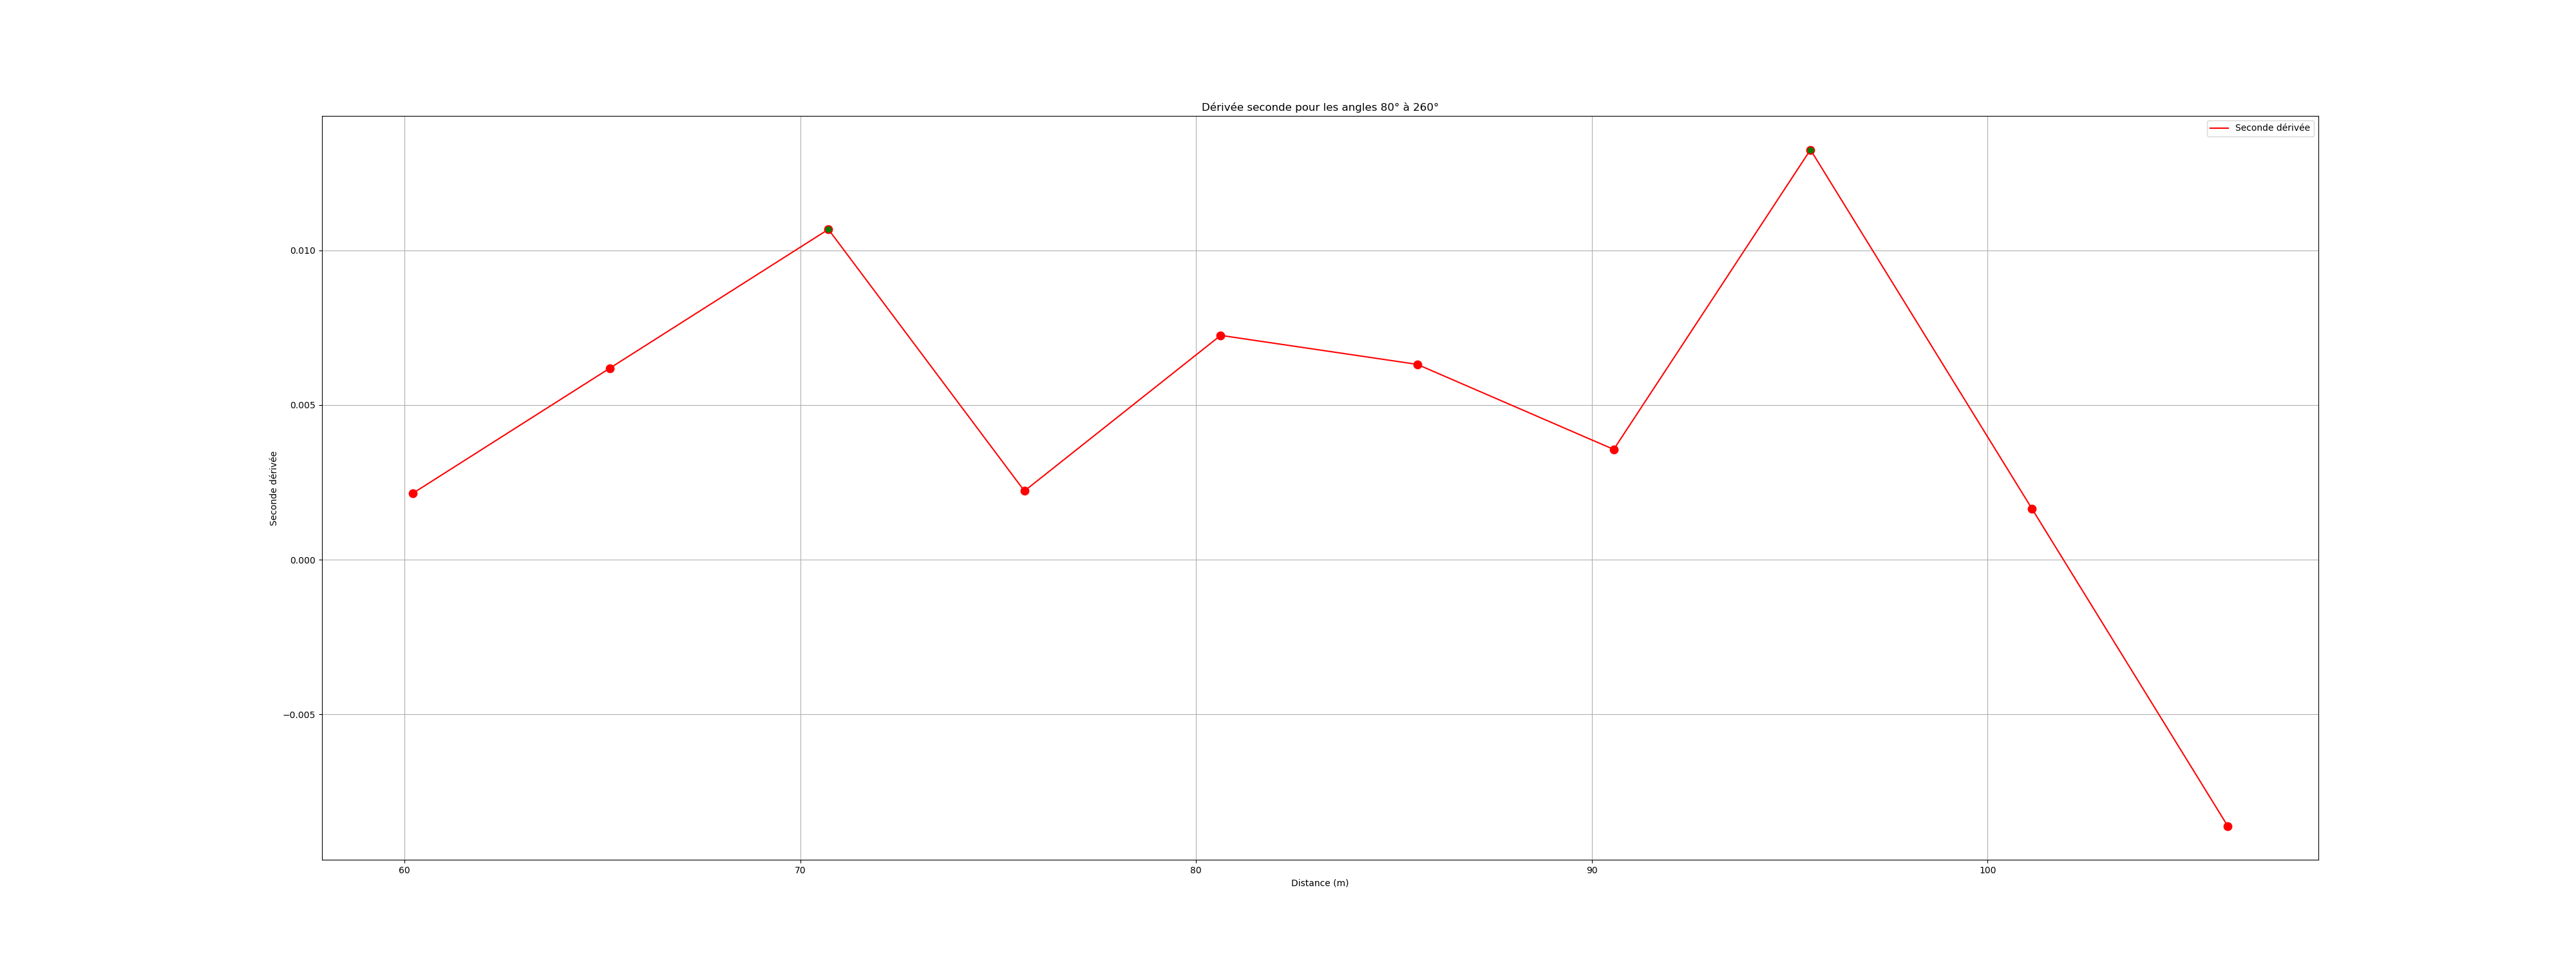 Dérivée seconde pour les angles 80° à 260°
Seconde dérivée
0.010
0.005
0.000
−0.005
Seconde dérivée
60
70
80
90
100
Distance (m)